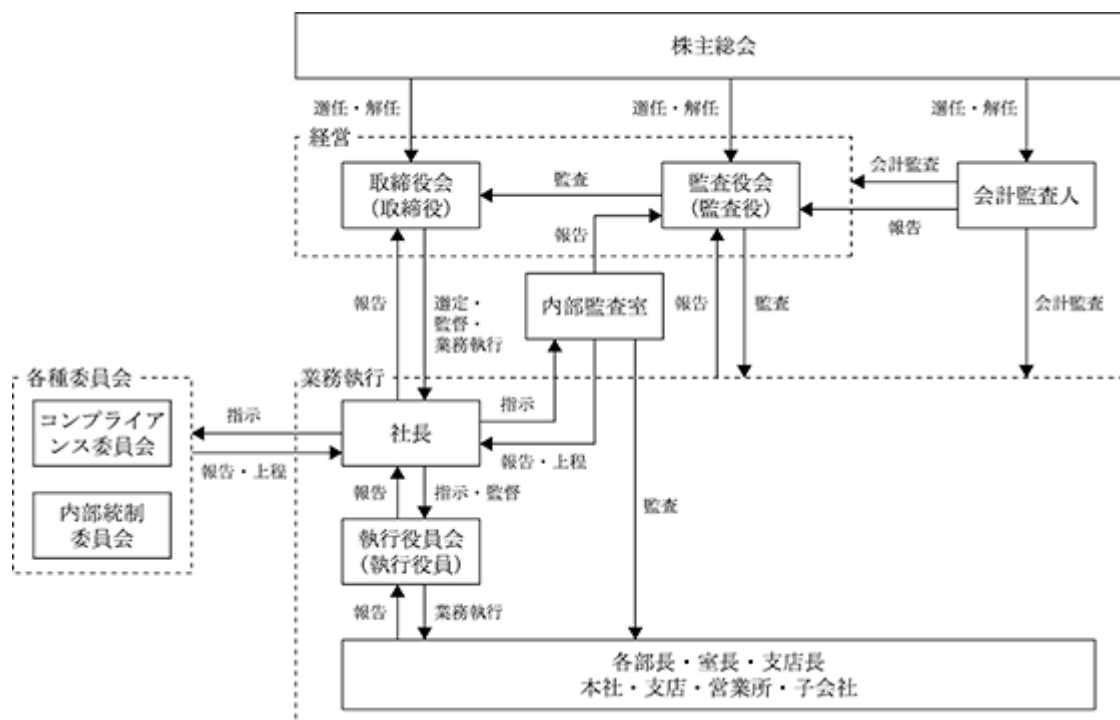 株主総会
選任・解任
選任・解任
選任・解任
経営
取締役会
(取締役)
監査
監査役会
(監査役)
会計監査
報告
会計監査人
報告
内部監査室
報告
選定・
監督・
業務執行
報告
監査
会計監査
各種委員会
業務執行
コンプライア
ンス委員会
指示
報告・上程
社長
指示
報告・上程
内部統制
委員会
報告
指示・監督
監査
執行役員会
(執行役員)
報告
業務執行
各部長・室長・支店長
本社・支店・営業所・子会社